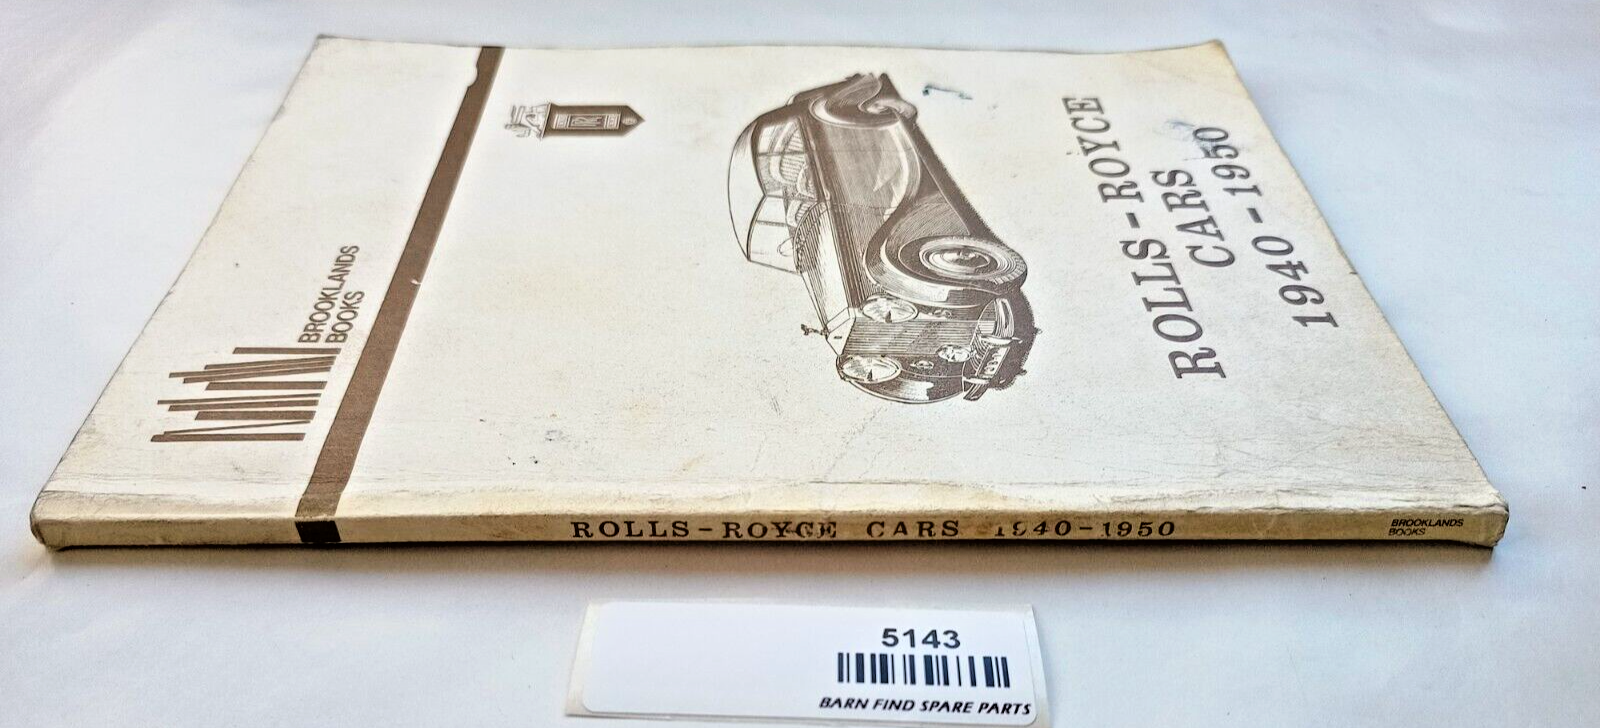 ROLLS-ROYCE
CARS
1940-1950
BROOKLANDS
BOOKS
ROLLS-ROYCE CARS 1940-1950
BROOKLANDS
BOOKS
5143
BARN FIND SPARE PARTS